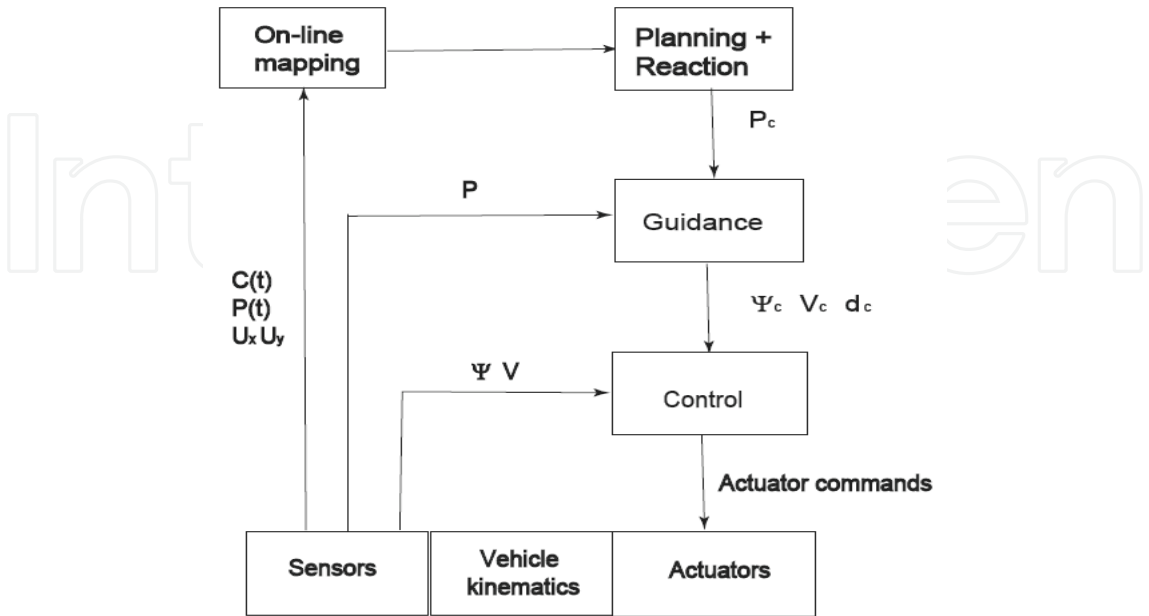 On-line
mapping
Planning +
Reaction
Pc
P
Guidance
C(t)
P(t)
Ux Uy
Ψc Vc dc
Ψ V
Control
Actuator commands
Sensors
Vehicle
kinematics
Actuators